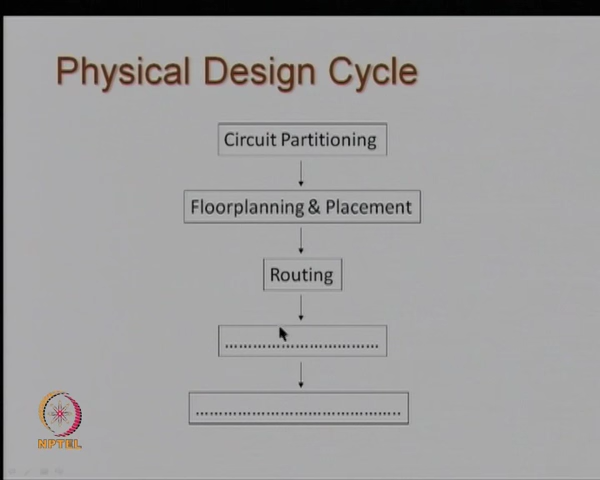 Physical Design Cycle
Circuit Partitioning
Floorplanning & Placement
Routing
.................................
............................................
NPTEL